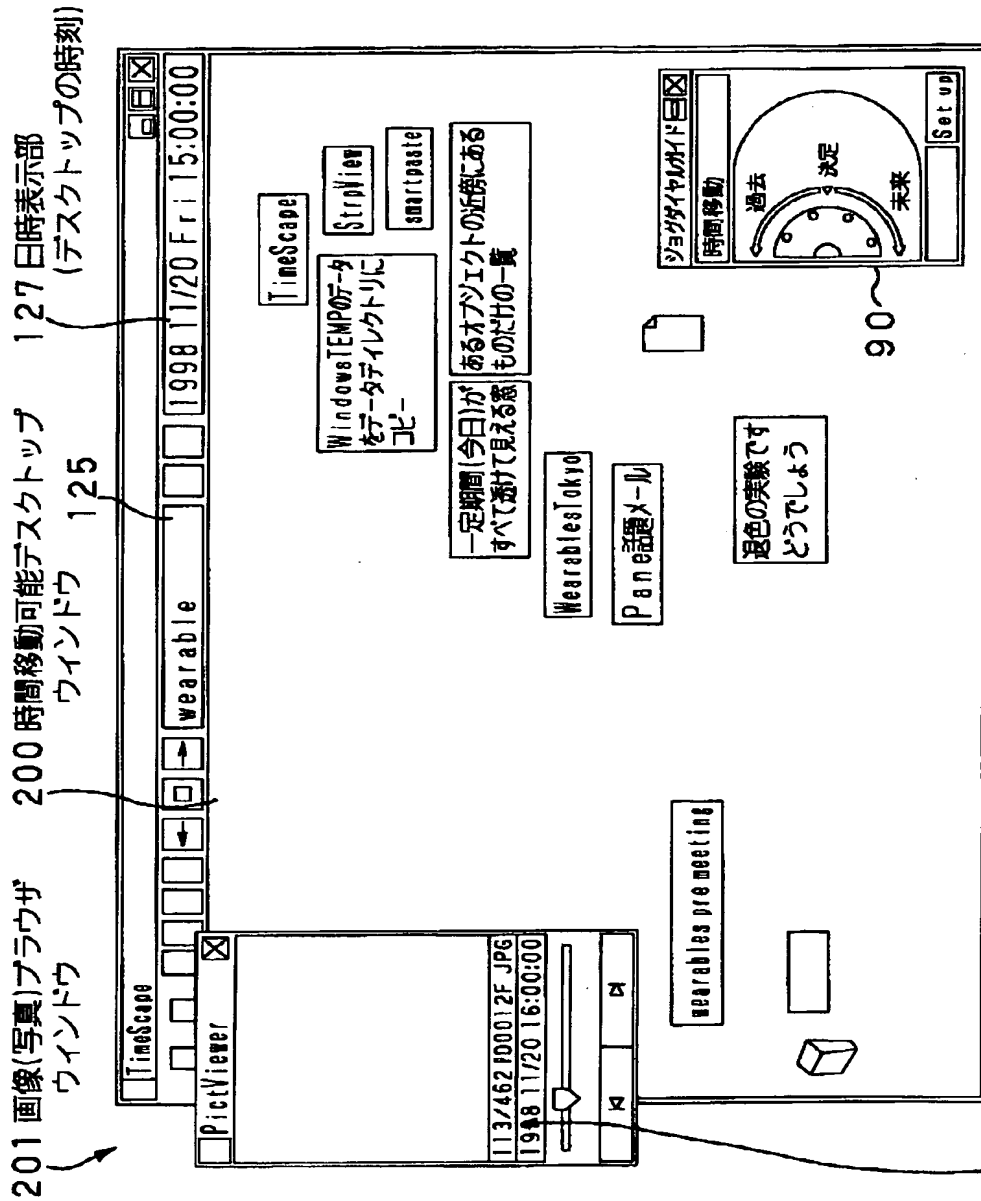 201 画像(写真)ブラウザ
ウィンドウ
200 時間移動可能デスクトップ
ウィンドウ
125
127 日時表示部
(デスクトップの時刻)
TimeScape
wearable
1998 11/20 Fri 15:00:00
PictViewer
113/462 P00012F JPG
1998 11/20 16:00:00
TimeScape
StrpView
smartpaste
WindowsTEMPのデータ
をデータディレクトリに
コピー
一定期間(今日)が
すべて透けて見える窓
あるオブジェクトの近傍にある
ものだけの一覧
WearablesTokyo
Pane話題メール
退色の実験です
どうでしょう
wearables pre meeting
ジョグダイヤルガイド
時間移動
過去
決定
未来
Set up
90